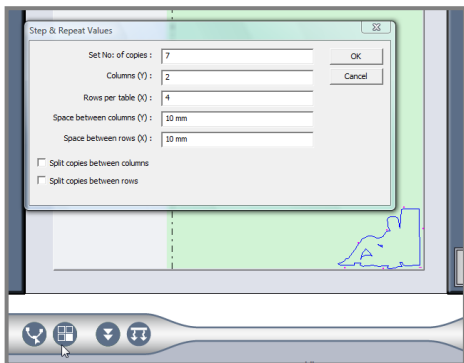 Step & Repeat Values
Set No: of copies : 7
OK
Columns (Y) : 2
Cancel
Rows per table (X) : 4
Space between columns (Y) : 10 mm
Space between rows (X) : 10 mm
Split copies between columns
Split copies between rows